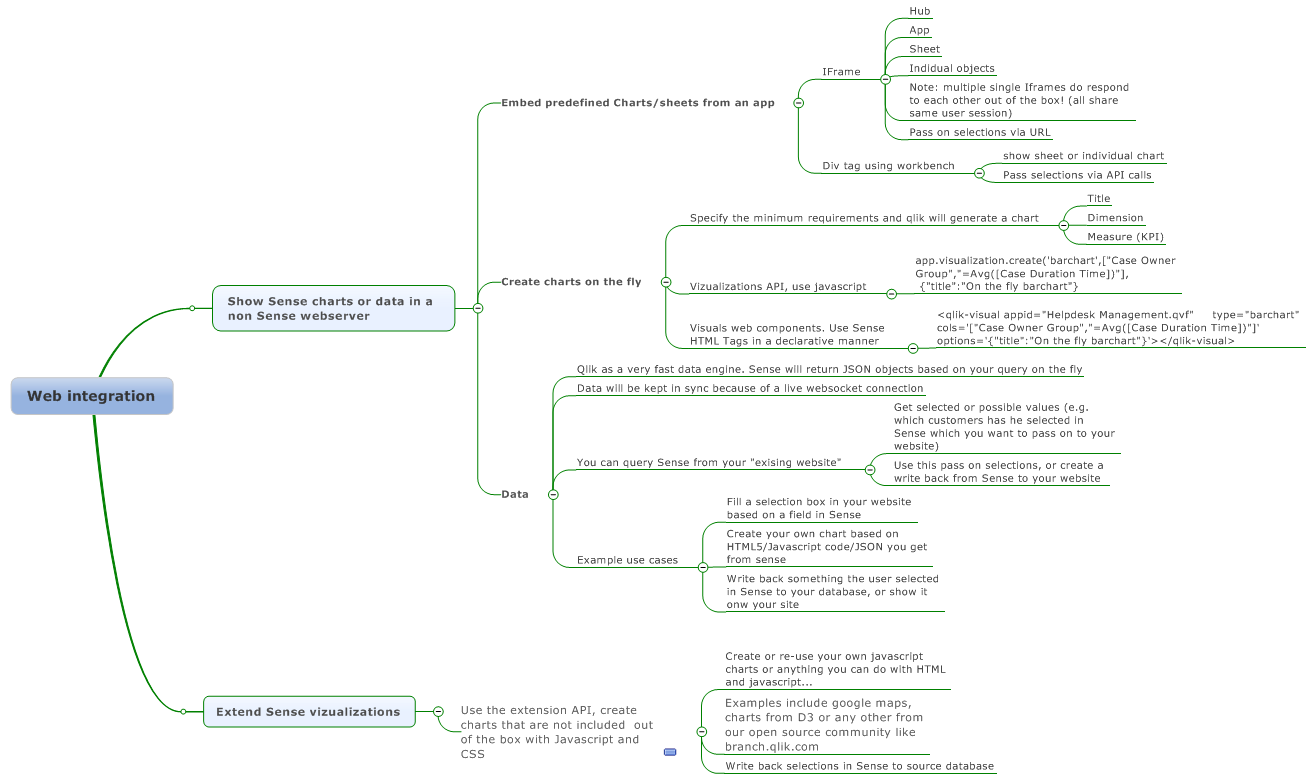 Web integration
Show Sense charts or data in a
non Sense webserver
Embed predefined Charts/sheets from an app
IFrame
Hub
App
Sheet
Indidual objects
Note: multiple single Iframes do respond
to each other out of the box! (all share
same user session)
Pass on selections via URL
Div tag using workbench
show sheet or individual chart
Pass selections via API calls
Create charts on the fly
Specify the minimum requirements and qlik will generate a chart
Title
Dimension
Measure (KPI)
Vizualizations API, use javascript
app.visualization.create('barchart',["Case Owner
Group","=Avg([Case Duration Time])"],
{"title":"On the fly barchart"}
Visuals web components. Use Sense
HTML Tags in a declarative manner
<qlik-visual appid="Helpdesk Management.qvf" type="barchart"
cols='["Case Owner Group","=Avg([Case Duration Time])"]'
options='{"title":"On the fly barchart"}'></qlik-visual>
Data
Qlik as a very fast data engine. Sense will return JSON objects based on your query on the fly
Data will be kept in sync because of a live websocket connection
You can query Sense from your "exising website"
Get selected or possible values (e.g.
which customers has he selected in
Sense which you want to pass on to your
website)
Use this pass on selections, or create a
write back from Sense to your website
Example use cases
Fill a selection box in your website
based on a field in Sense
Create your own chart based on
HTML5/Javascript code/JSON you get
from sense
Write back something the user selected
in Sense to your database, or show it
onw your site
Extend Sense vizualizations
Use the extension API, create
charts that are not included out
of the box with Javascript and
CSS
Create or re-use your own javascript
charts or anything you can do with HTML
and javascript...
Examples include google maps,
charts from D3 or any other from
our open source community like
branch.qlik.com
Write back selections in Sense to source database